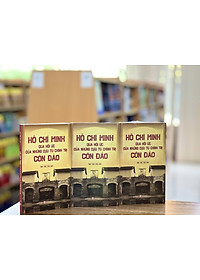 HỒ CHÍ MINH
QUA HỒI ỨC
CỦA NHỮNG CỰU TÙ CHÍNH TRỊ
CÔN ĐẢO
HỒ CHÍ MINH
QUA HỒI ỨC
CỦA NHỮNG CỰU TÙ CHÍNH TRỊ
CÔN ĐẢO
HỒ CHÍ MINH
QUA HỒI ỨC
CỦA NHỮNG CỰU TÙ CHÍNH TRỊ
CÔN ĐẢO